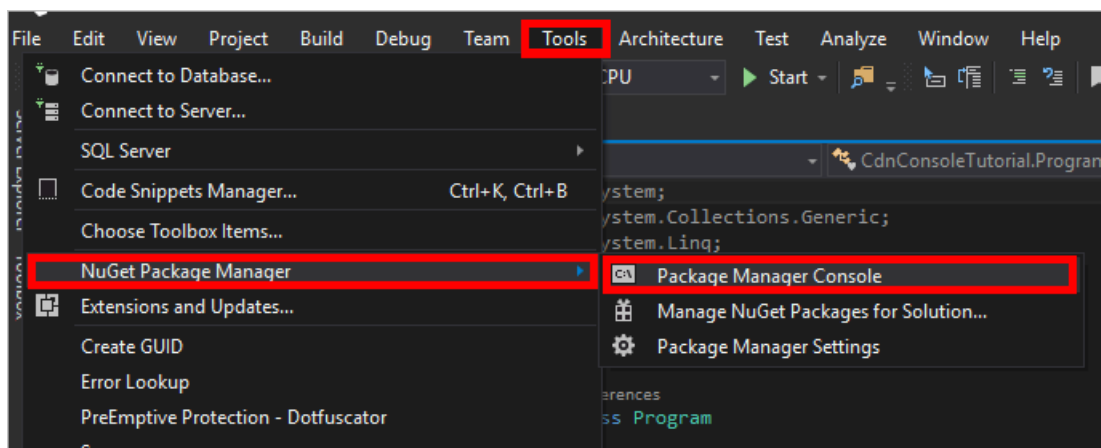 File Edit View Project Build Debug Team Tools Architecture Test Analyze Window Help
Connect to Database...
CPU Start
Connect to Server...
SQL Server
CdnConsoleTutorial.Program
Code Snippets Manager... Ctrl+K, Ctrl+B
ystem;
ystem.Collections.Generic;
Choose Toolbox Items...
ystem.Linq;
NuGet Package Manager
Package Manager Console
Extensions and Updates...
Manage NuGet Packages for Solution...
Create GUID
Package Manager Settings
Error Lookup
erences
PreEmptive Protection - Dotfuscator
ss Program